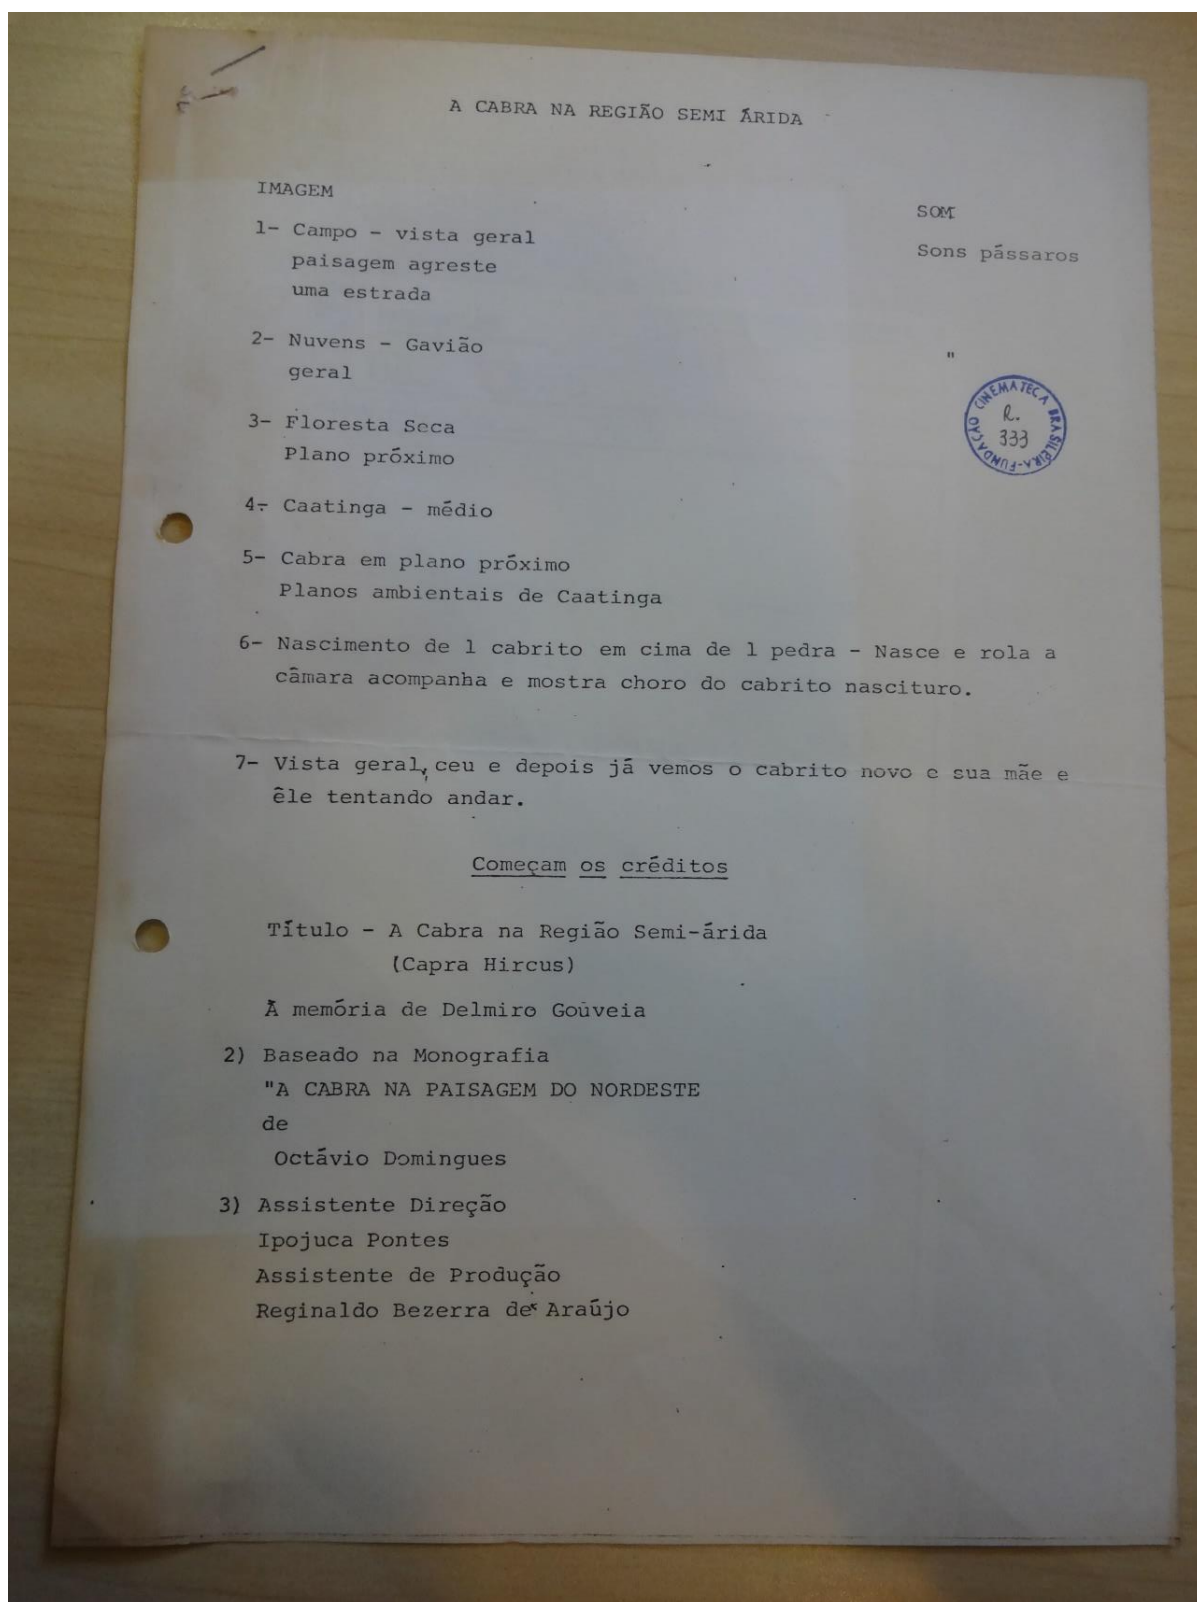 A CABRA NA REGIÃO SEMI ÁRIDA
IMAGEM
SOM
1- Campo - vista geral
Sons pássaros
paisagem agreste
uma estrada
2- Nuvens - Gavião
"
geral
FUNDAÇÃO CINEMATECA BRASILEIRA
R.
333
3- Floresta Seca
Plano próximo
4- Caatinga - médio
5- Cabra em plano próximo
Planos ambientais de Caatinga
6- Nascimento de 1 cabrito em cima de 1 pedra - Nasce e rola a
câmara acompanha e mostra choro do cabrito nascituro.
7- Vista geral, ceu e depois já vemos o cabrito novo e sua mãe e
êle tentando andar.
Começam os créditos
Título - A Cabra na Região Semi-árida
(Capra Hircus)
Ã memória de Delmiro Gouveia
2) Baseado na Monografia
"A CABRA NA PAISAGEM DO NORDESTE
de
Octávio Domingues
3) Assistente Direção
Ipojuca Pontes
Assistente de Produção
Reginaldo Bezerra de Araújo